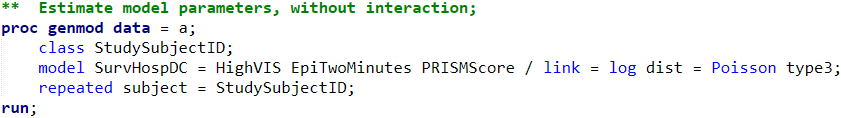 **  Estimate model parameters, without interaction;
proc genmod data = a;
class StudySubjectID;
model SurvHospDC = HighVIS EpiTwoMinutes PRISMScore / link = log dist = Poisson type3;
repeated subject = StudySubjectID;
run;